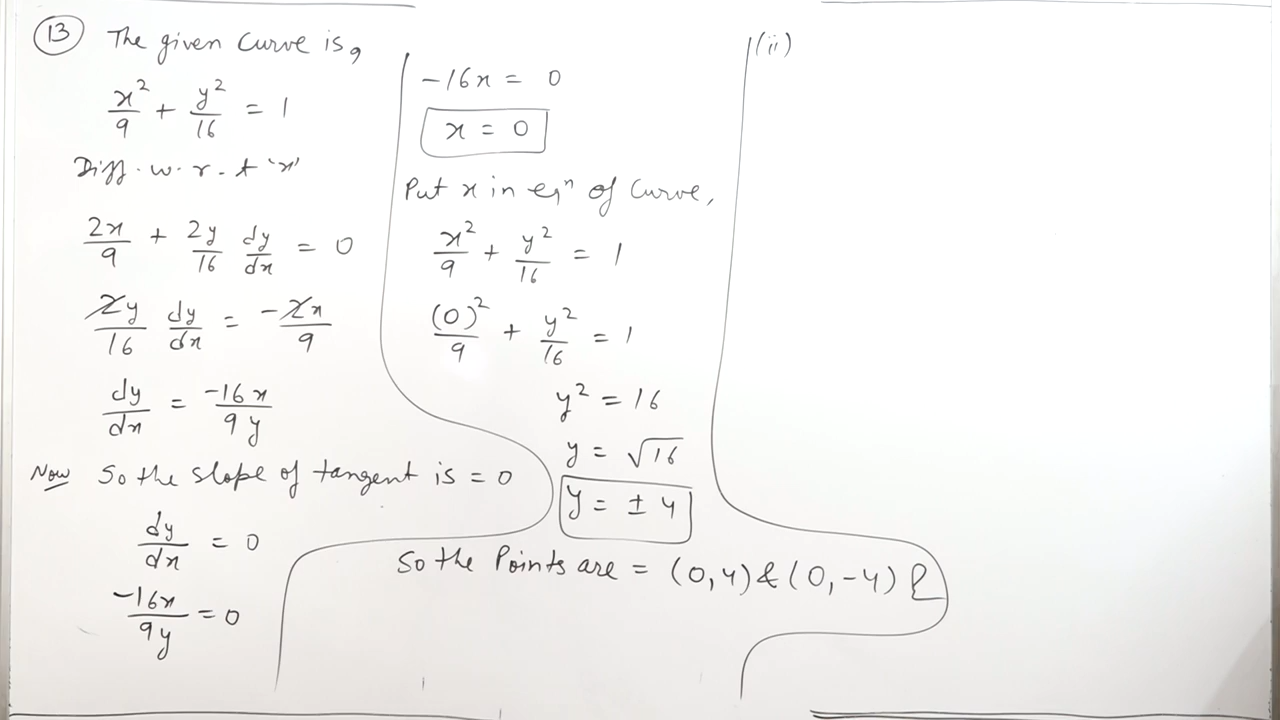 13 The given Curve is,
x²/9 + y²/16 = 1
Diff. w. r. t 'x'
2x/9 + 2y/16 dy/dx = 0
2y/16 dy/dx = -2x/9
dy/dx = -16x/9y
Now So the slope of tangent is = 0
dy/dx = 0
-16x/9y = 0
-16x = 0
x = 0
Put x in eqⁿ of Curve,
x²/9 + y²/16 = 1
(0)²/9 + y²/16 = 1
y² = 16
y = √16
y = ± 4
So the Points are = (0,4) & (0,-4)
(ii)